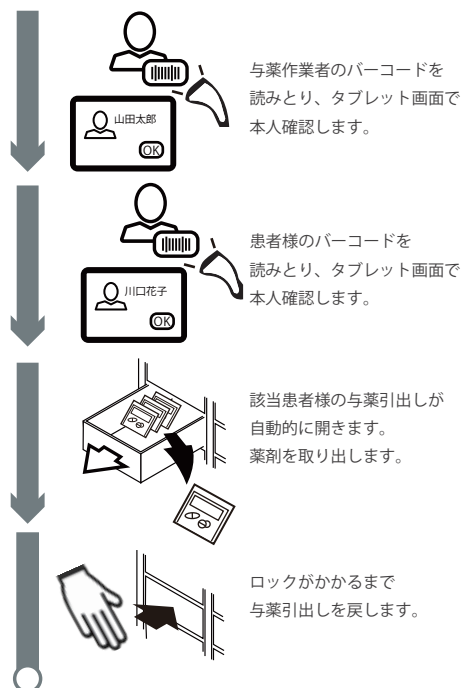 与薬作業者のバーコードを
読みとり、タブレット画面で
本人確認します。
山田太郎
OK
患者様のバーコードを
読みとり、タブレット画面で
本人確認します。
川口花子
OK
該当患者様の与薬引出しが
自動的に開きます。
薬剤を取り出します。
ロックがかかるまで
与薬引出しを戻します。